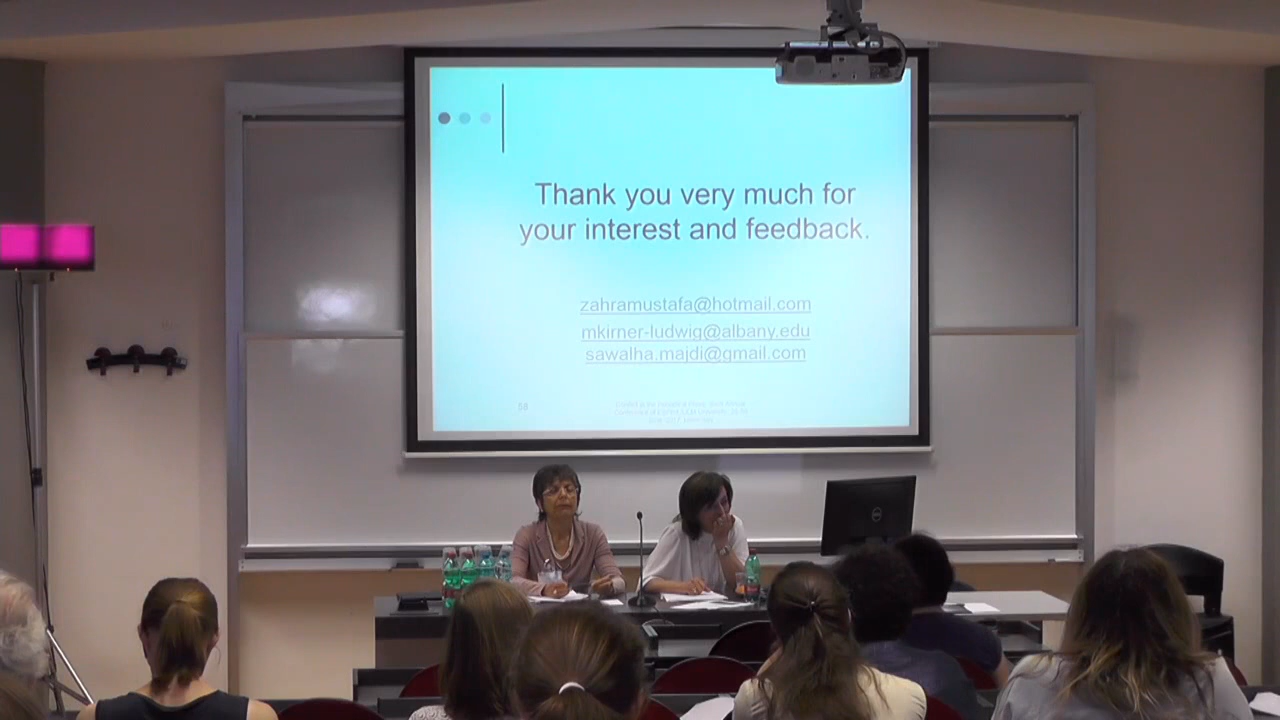 Thank you very much for
your interest and feedback.
zahramustafa@hotmail.com
mkirner-ludwig@albany.edu
sawalha.majdi@gmail.com
DELL